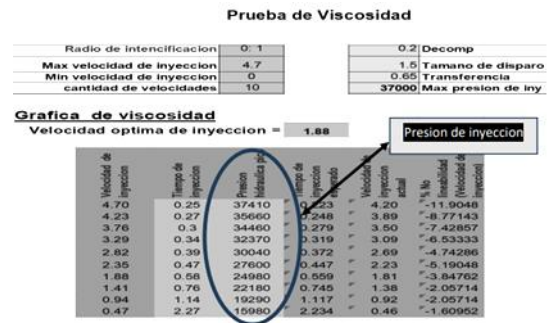 Prueba de Viscosidad
Radio de intencificacion 0: 1
0.2 Decomp
Max velocidad de inyeccion 4.7
1.5 Tamano de disparo
Min velocidad de inyeccion 0
0.65 Transferencia
cantidad de velocidades 10
37000 Max presion de iny
Grafica de viscosidad
Velocidad optima de inyeccion = 1.88
Presion de inyeccion
Velocidad de inyeccion
Tiempo de inyeccion
Presion hidraulica
Tiempo de inyeccion
Velocidad de inyeccion actual
% No lineabilidad (Velocidad de inyeccion)
4.70 0.25 37410 0.223 4.20 -11.9048
4.23 0.27 35660 0.248 3.89 -8.77143
3.76 0.3 34460 0.279 3.50 -7.42857
3.29 0.34 32370 0.319 3.09 -6.53333
2.82 0.39 30040 0.372 2.69 -4.74286
2.35 0.47 27600 0.447 2.23 -5.19048
1.88 0.58 24980 0.559 1.81 -3.84762
1.41 0.76 22180 0.745 1.38 -2.05714
0.94 1.14 19290 1.117 0.92 -2.05714
0.47 2.27 15980 2.234 0.46 -1.60952